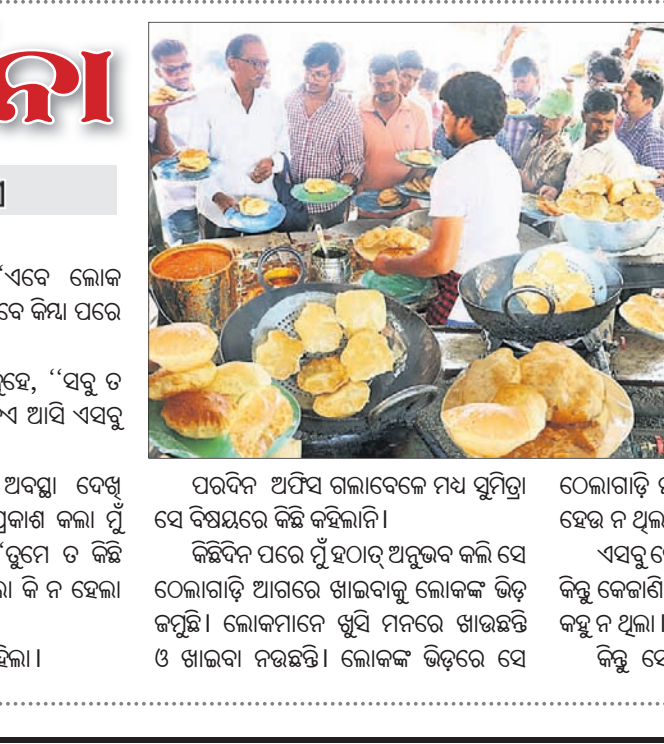 ନା
'ଏବେ ଲୋକ
ବେ କିମ୍ବା ପରେ
ନୁହେ, ‘‘ସବୁ ତ
ଏ ଆସି ଏସବୁ
ଅବସ୍ଥା ଦେଖି
ପ୍ରକାଶ କଲା ମୁଁ
'ତୁମେ ତ କିଛି
ଲା କି ନ ହେଲା
ହିଲା।
ପରଦିନ ଅଫିସ ଗଲାବେଳେ ମଧ୍ୟ ସୁମିତ୍ରା
ସେ ବିଷୟରେ କିଛି କହିଲାନି।
କିଛିଦିନ ପରେ ମୁଁ ହଠାତ୍ ଅନୁଭବ କଲି ସେ
ଠେଲାଗାଡ଼ି ଆଗରେ ଖାଇବାକୁ ଲୋକଙ୍କ ଭିଡ଼
ଜମୁଛି। ଲୋକମାନେ ଖୁସି ମନରେ ଖାଉଛନ୍ତି
ଓ ଖାଇବା ନଉଛନ୍ତି। ଲୋକଙ୍କ ଭିଡ଼ରେ ସେ
ଠେଲାଗାଡ଼ି
ହେଉ ନ ଥିଲ
ଏସବୁ
କିନ୍ତୁ କେଜାଣି
କହୁ ନ ଥିଲା।
କିନ୍ତୁ ସେ